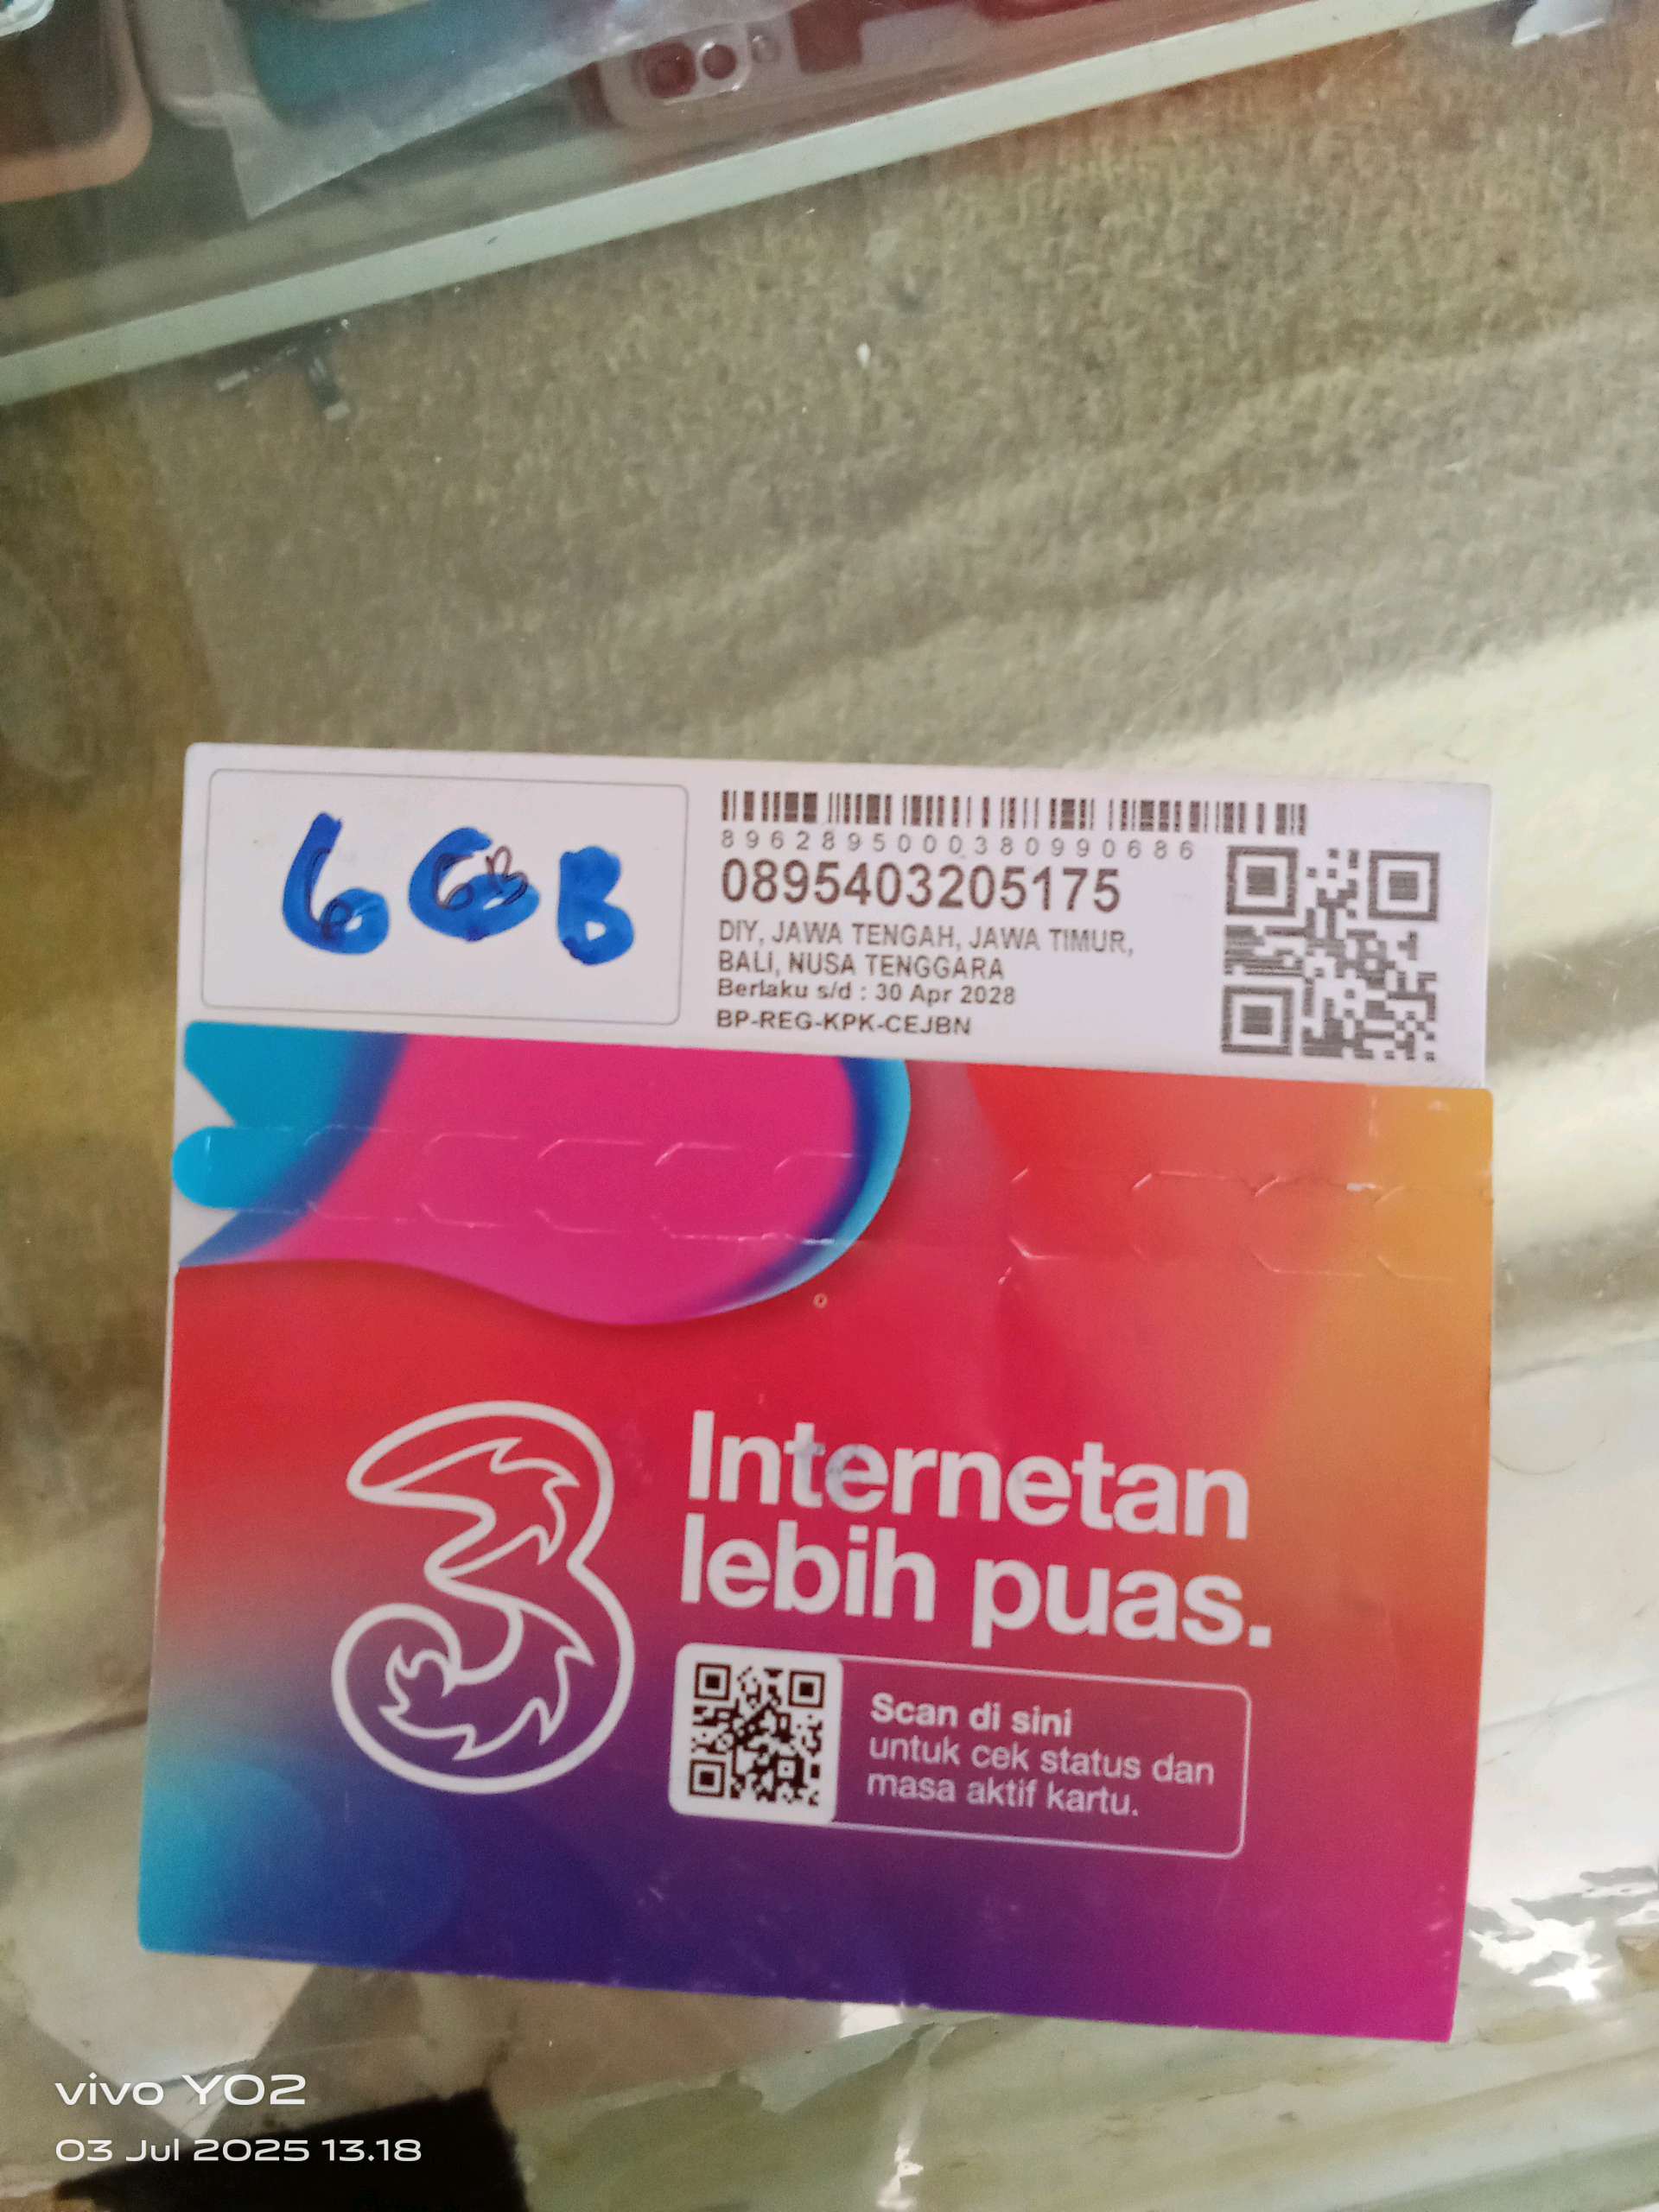 6GB
6GB
8962895000380990686
0895403205175
DIY, JAWA TENGAH, JAWA TIMUR,
BALI, NUSA TENGGARA
Berlaku s/d : 30 Apr 2028
BP-REG-KPK-CEJBN
3
Internetan
lebih puas.
Scan di sini
untuk cek status dan
masa aktif kartu.
vivo Y02
03 Jul 2025 13.18